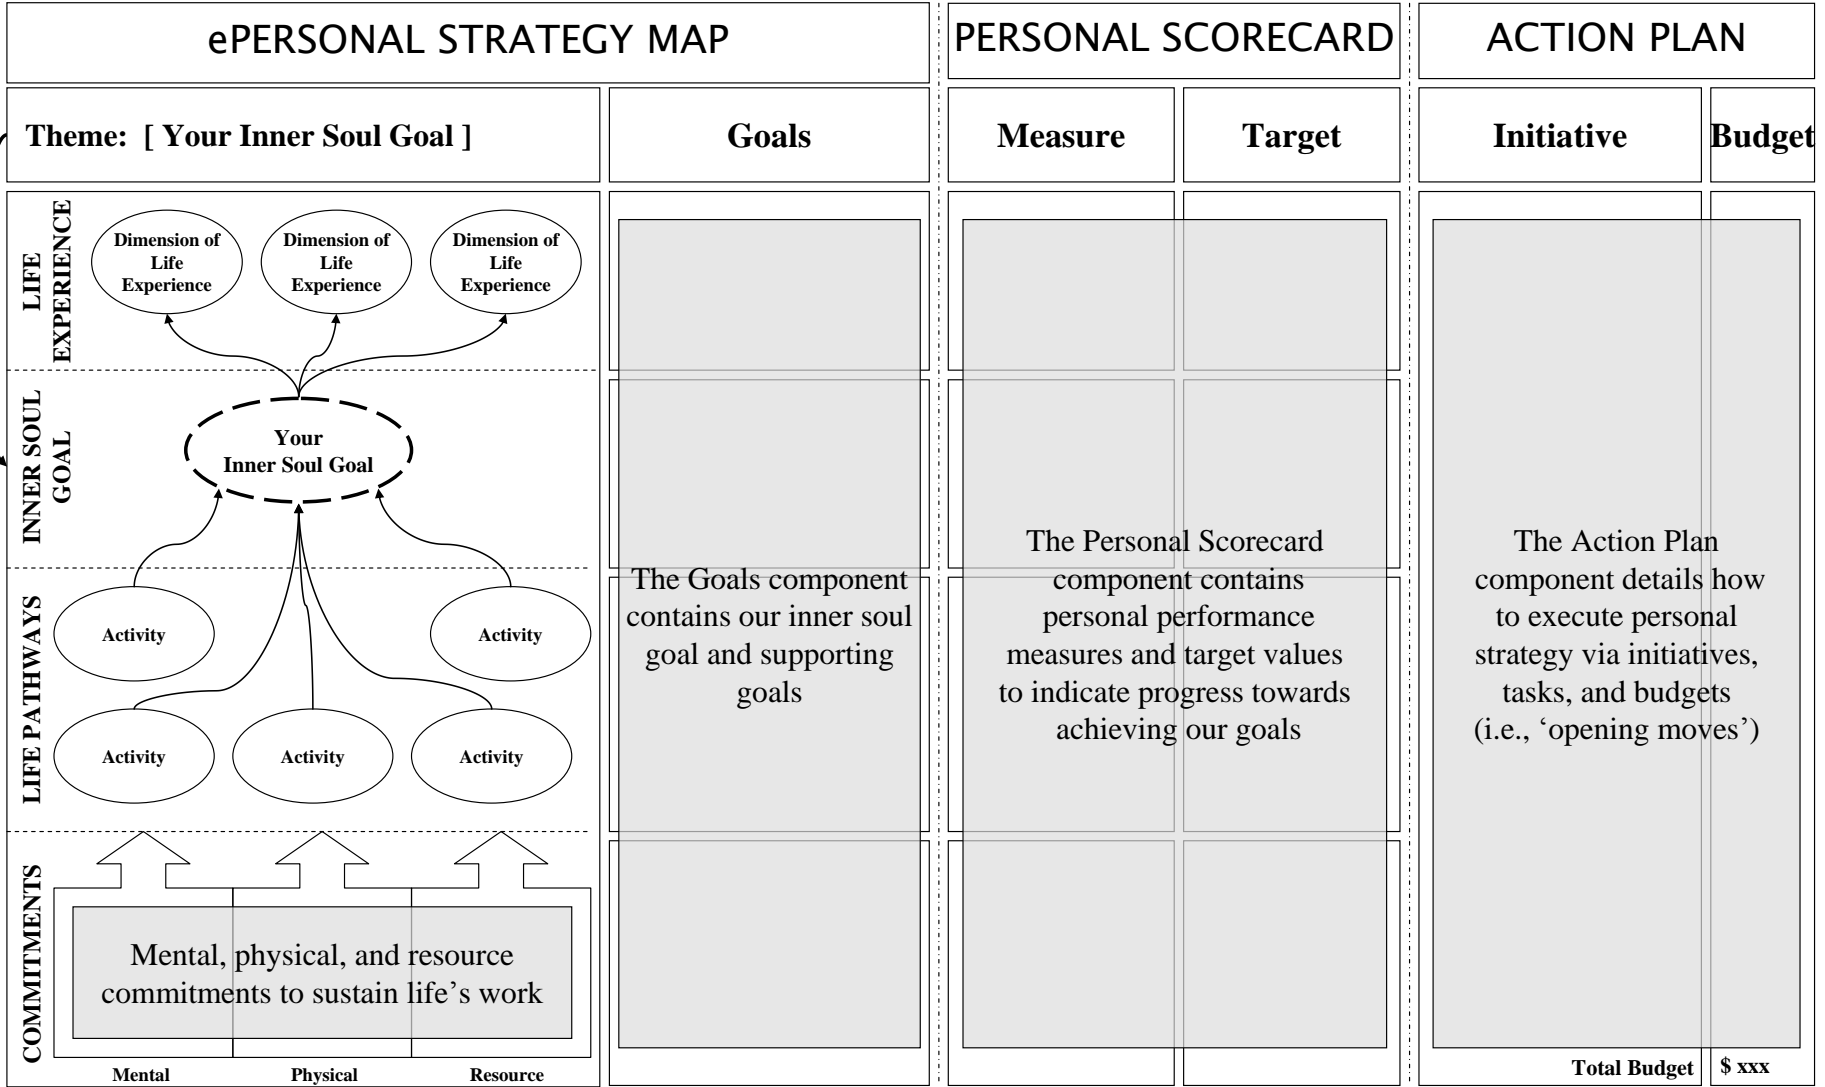 ePERSONAL STRATEGY MAP
PERSONAL SCORECARD
ACTION PLAN
Theme: [ Your Inner Soul Goal ]
Goals
Measure
Target
Initiative
Budget
LIFE
EXPERIENCE
Dimension of
Life
Experience
Dimension of
Life
Experience
Dimension of
Life
Experience
INNER SOUL
GOAL
Your
Inner Soul Goal
LIFE PATHWAYS
Activity
Activity
Activity
Activity
Activity
COMMITMENTS
Mental, physical, and resource
commitments to sustain life’s work
Mental
Physical
Resource
The Goals component
contains our inner soul
goal and supporting
goals
The Personal Scorecard
component contains
personal performance
measures and target values
to indicate progress towards
achieving our goals
The Action Plan
component details how
to execute personal
strategy via initiatives,
tasks, and budgets
(i.e., ‘opening moves’)
Total Budget
$ xxx